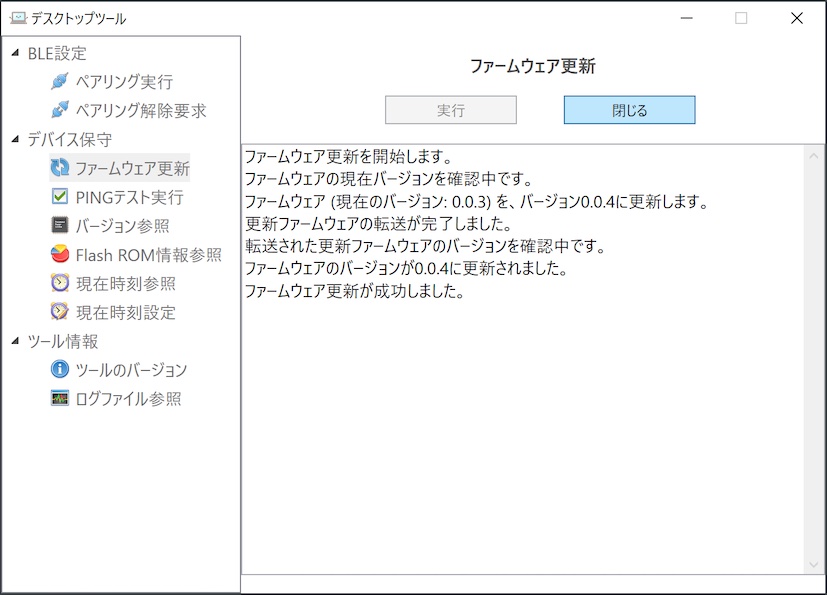 デスクトップツール
BLE設定
ペアリング実行
ペアリング解除要求
デバイス保守
ファームウェア更新
PINGテスト実行
バージョン参照
Flash ROM情報参照
現在時刻参照
現在時刻設定
ツール情報
ツールのバージョン
ログファイル参照
ファームウェア更新
実行
閉じる
ファームウェア更新を開始します。
ファームウェアの現在バージョンを確認中です。
ファームウェア (現在のバージョン: 0.0.3) を、バージョン0.0.4に更新します。
更新ファームウェアの転送が完了しました。
転送された更新ファームウェアのバージョンを確認中です。
ファームウェアのバージョンが0.0.4に更新されました。
ファームウェア更新が成功しました。